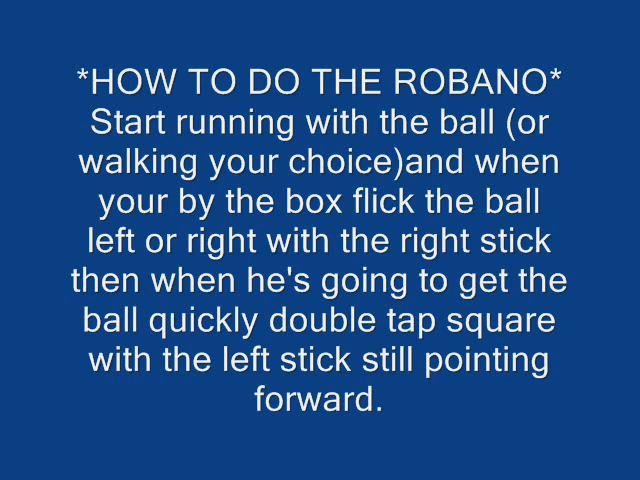 *HOW TO DO THE ROBANO*
Start running with the ball (or
walking your choice)and when
your by the box flick the ball
left or right with the right stick
then when he's going to get the
ball quickly double tap square
with the left stick still pointing
forward.